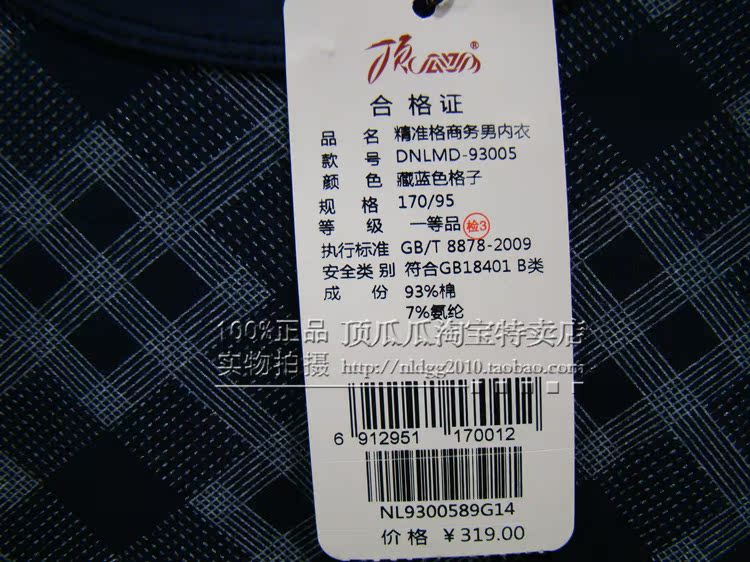 顶瓜瓜®
合格证
品 名 精准格商务男内衣
款 号 DNLMD-93005
颜 色 藏蓝色格子
规 格 170/95
等 级 一等品 检3
执行标准 GB/T 8878-2009
安全类别 符合GB18401 B类
成 份 93%棉
7%氨纶
100%正品 顶瓜瓜淘宝特卖店
实物拍摄 http://nldgg2010.taobao.com
6 912951 170012
NL9300589G14
价格 ¥319.00